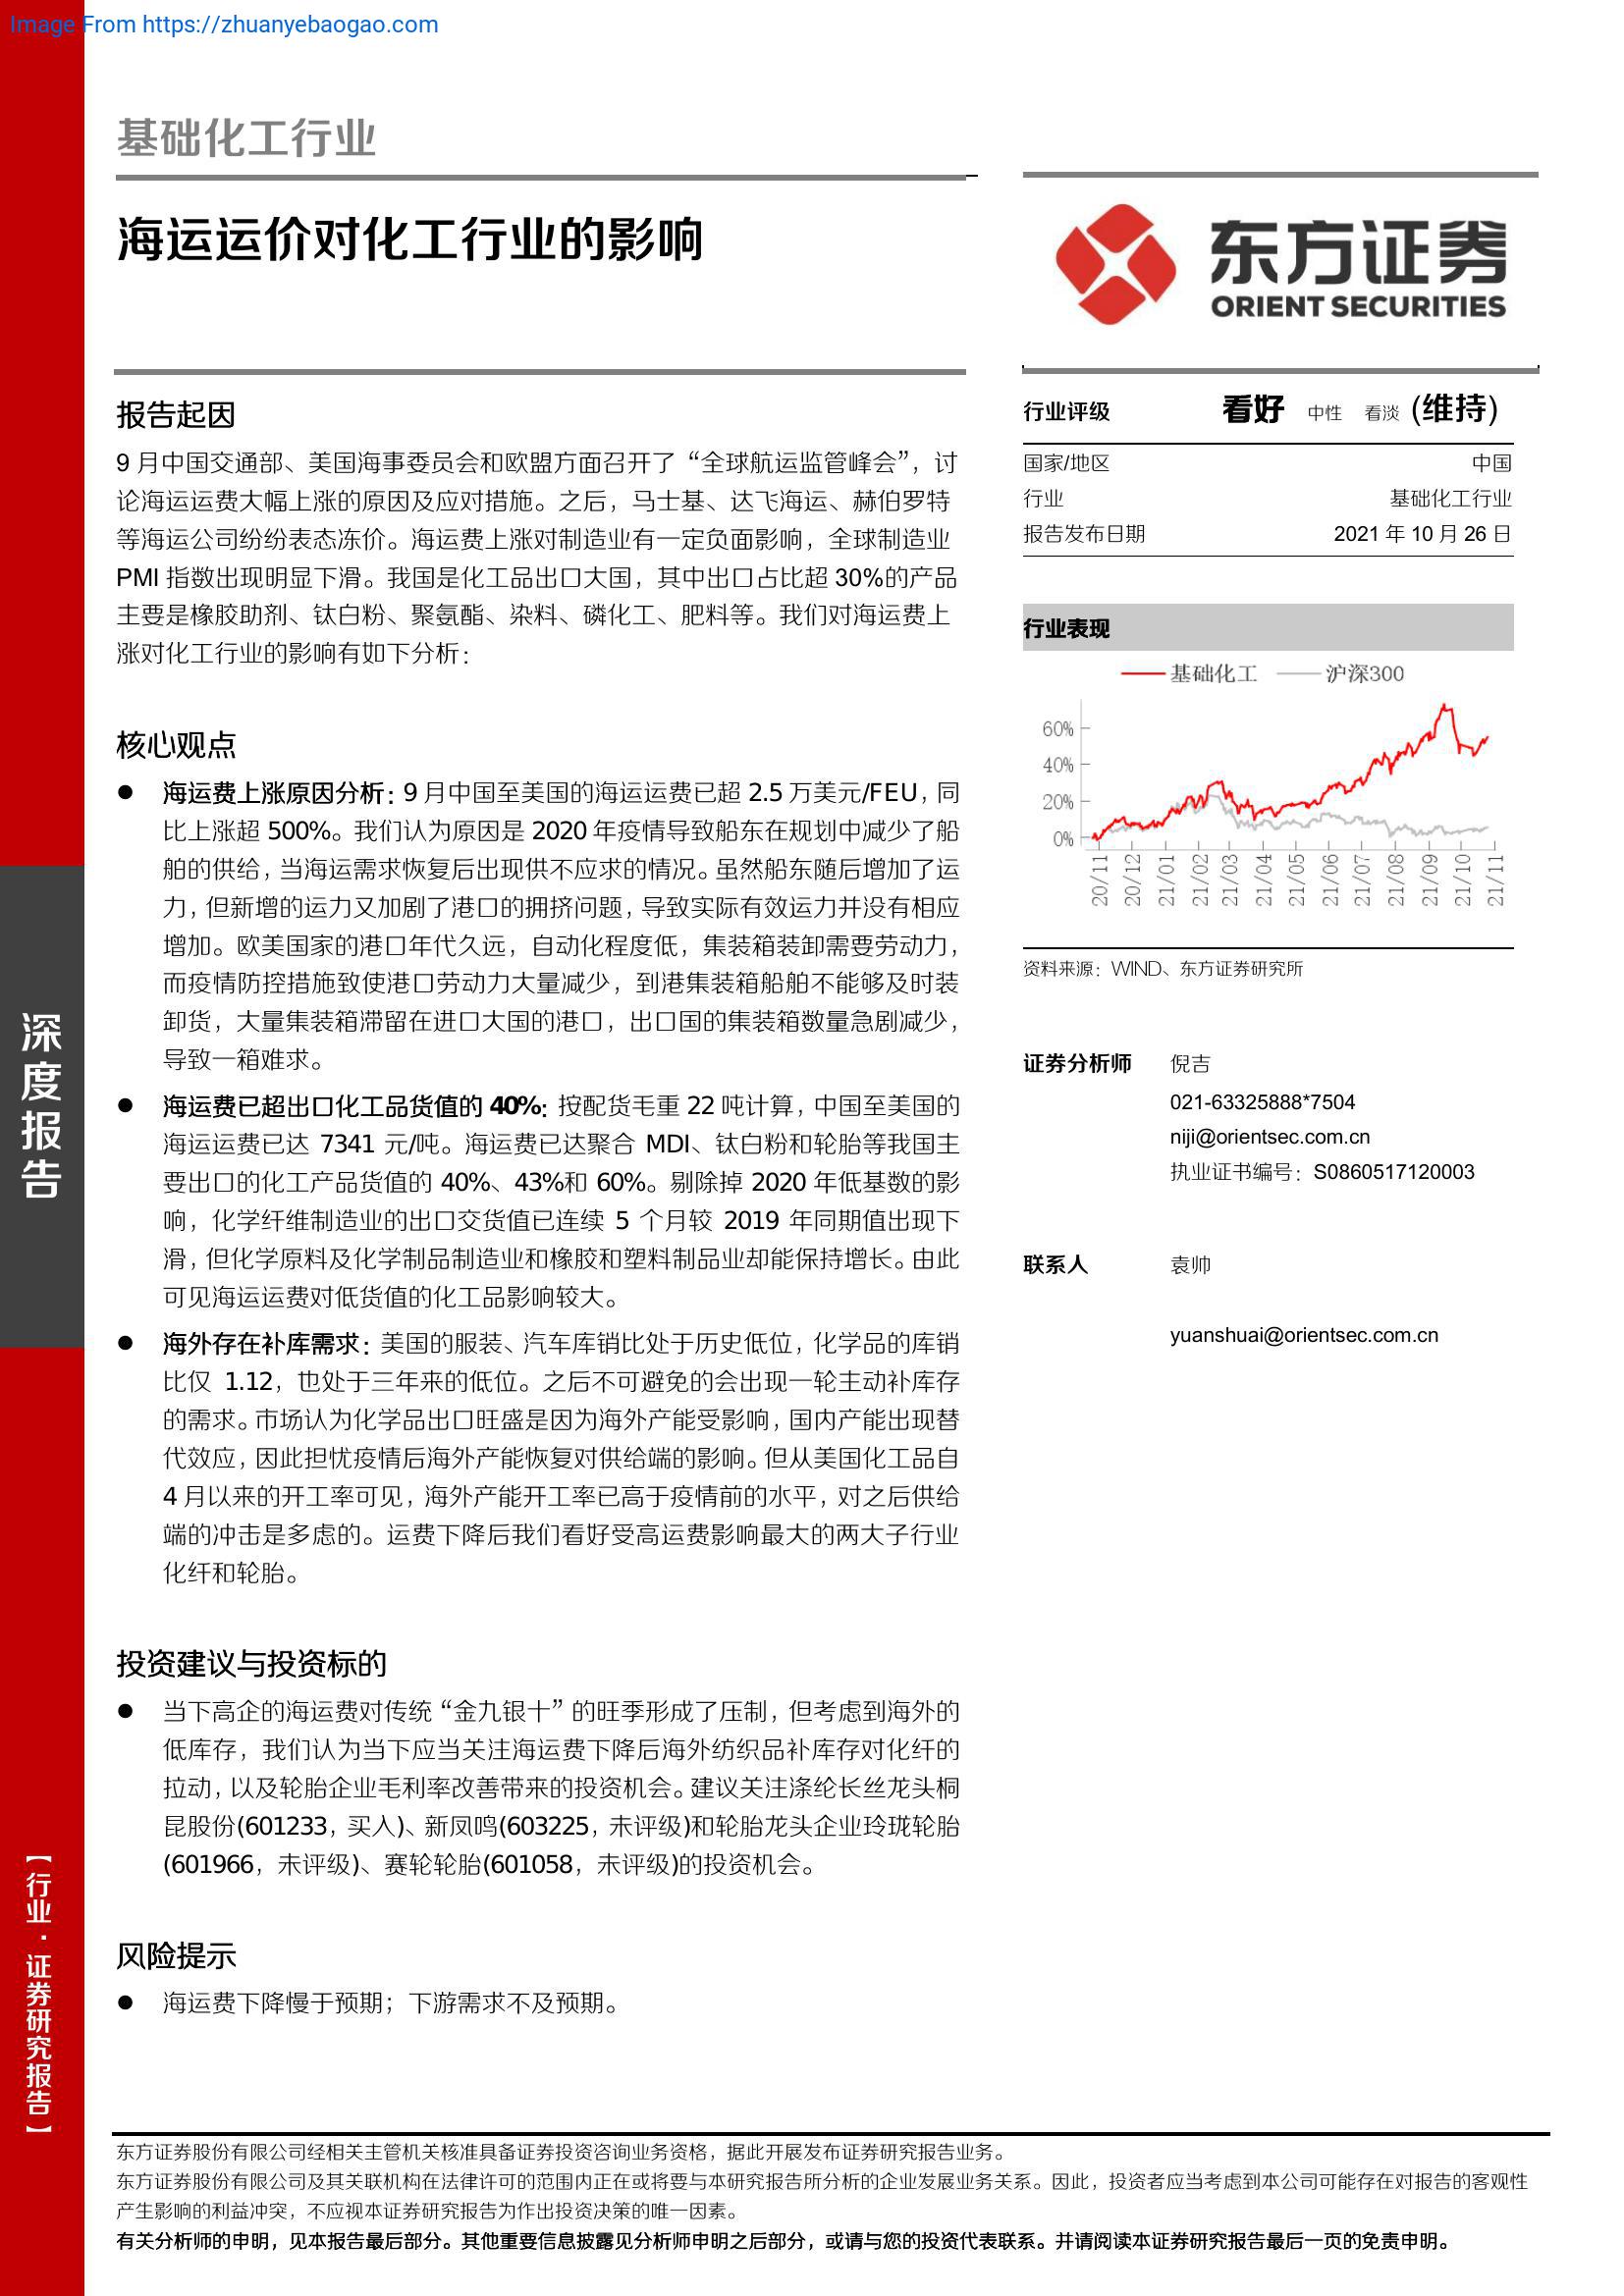 Image From https://zhuanyebaogao.com
基础化工行业
海运运价对化工行业的影响
东方证券
ORIENT SECURITIES
报告起因
9 月中国交通部、美国海事委员会和欧盟方面召开了“全球航运监管峰会”，讨
论海运运费大幅上涨的原因及应对措施。之后，马士基、达飞海运、赫伯罗特
等海运公司纷纷表态冻价。海运费上涨对制造业有一定负面影响，全球制造业
PMI 指数出现明显下滑。我国是化工品出口大国，其中出口占比超 30%的产品
主要是橡胶助剂、钛白粉、聚氨酯、染料、磷化工、肥料等。我们对海运费上
涨对化工行业的影响有如下分析：
核心观点
● 海运费上涨原因分析：9 月中国至美国的海运运费已超 2.5 万美元/FEU，同
比上涨超 500%。我们认为原因是 2020 年疫情导致船东在规划中减少了船
舶的供给，当海运需求恢复后出现供不应求的情况。虽然船东随后增加了运
力，但新增的运力又加剧了港口的拥挤问题，导致实际有效运力并没有相应
增加。欧美国家的港口年代久远，自动化程度低，集装箱装卸需要劳动力，
而疫情防控措施致使港口劳动力大量减少，到港集装箱船舶不能够及时装
卸货，大量集装箱滞留在进口大国的港口，出口国的集装箱数量急剧减少，
导致一箱难求。
● 海运费已超出口化工品货值的 40%：按配货毛重 22 吨计算，中国至美国的
海运运费已达 7341 元/吨。海运费已达聚合 MDI、钛白粉和轮胎等我国主
要出口的化工产品货值的 40%、43%和 60%。剔除掉 2020 年低基数的影
响，化学纤维制造业的出口交货值已连续 5 个月较 2019 年同期值出现下
滑，但化学原料及化学制品制造业和橡胶和塑料制品业却能保持增长。由此
可见海运运费对低货值的化工品影响较大。
● 海外存在补库需求：美国的服装、汽车库销比处于历史低位，化学品的库销
比仅 1.12，也处于三年来的低位。之后不可避免的会出现一轮主动补库存
的需求。市场认为化学品出口旺盛是因为海外产能受影响，国内产能出现替
代效应，因此担忧疫情后海外产能恢复对供给端的影响。但从美国化工品自
4 月以来的开工率可见，海外产能开工率已高于疫情前的水平，对之后供给
端的冲击是多虑的。运费下降后我们看好受高运费影响最大的两大子行业
化纤和轮胎。
投资建议与投资标的
● 当下高企的海运费对传统“金九银十”的旺季形成了压制，但考虑到海外的
低库存，我们认为当下应当关注海运费下降后海外纺织品补库存对化纤的
拉动，以及轮胎企业毛利率改善带来的投资机会。建议关注涤纶长丝龙头桐
昆股份(601233，买入)、新凤鸣(603225，未评级)和轮胎龙头企业玲珑轮胎
(601966，未评级)、赛轮轮胎(601058，未评级)的投资机会。
风险提示
● 海运费下降慢于预期；下游需求不及预期。
行业评级 看好 中性 看淡 (维持)
国家/地区 中国
行业 基础化工行业
报告发布日期 2021 年 10 月 26 日
行业表现
基础化工 沪深300
60%
40%
20%
0%
20/11 20/12 21/01 21/02 21/03 21/04 21/05 21/06 21/07 21/08 21/09 21/10 21/11
资料来源：WIND、东方证券研究所
证券分析师 倪吉
021-63325888*7504
niji@orientsec.com.cn
执业证书编号：S0860517120003
联系人 袁帅
yuanshuai@orientsec.com.cn
深度报告
【行业·证券研究报告】
东方证券股份有限公司经相关主管机关核准具备证券投资咨询业务资格，据此开展发布证券研究报告业务。
东方证券股份有限公司及其关联机构在法律许可的范围内正在或将要与本研究报告所分析的企业发展业务关系。因此，投资者应当考虑到本公司可能存在对报告的客观性
产生影响的利益冲突，不应视本证券研究报告为作出投资决策的唯一因素。
有关分析师的申明，见本报告最后部分。其他重要信息披露见分析师申明之后部分，或请与您的投资代表联系。并请阅读本证券研究报告最后一页的免责申明。